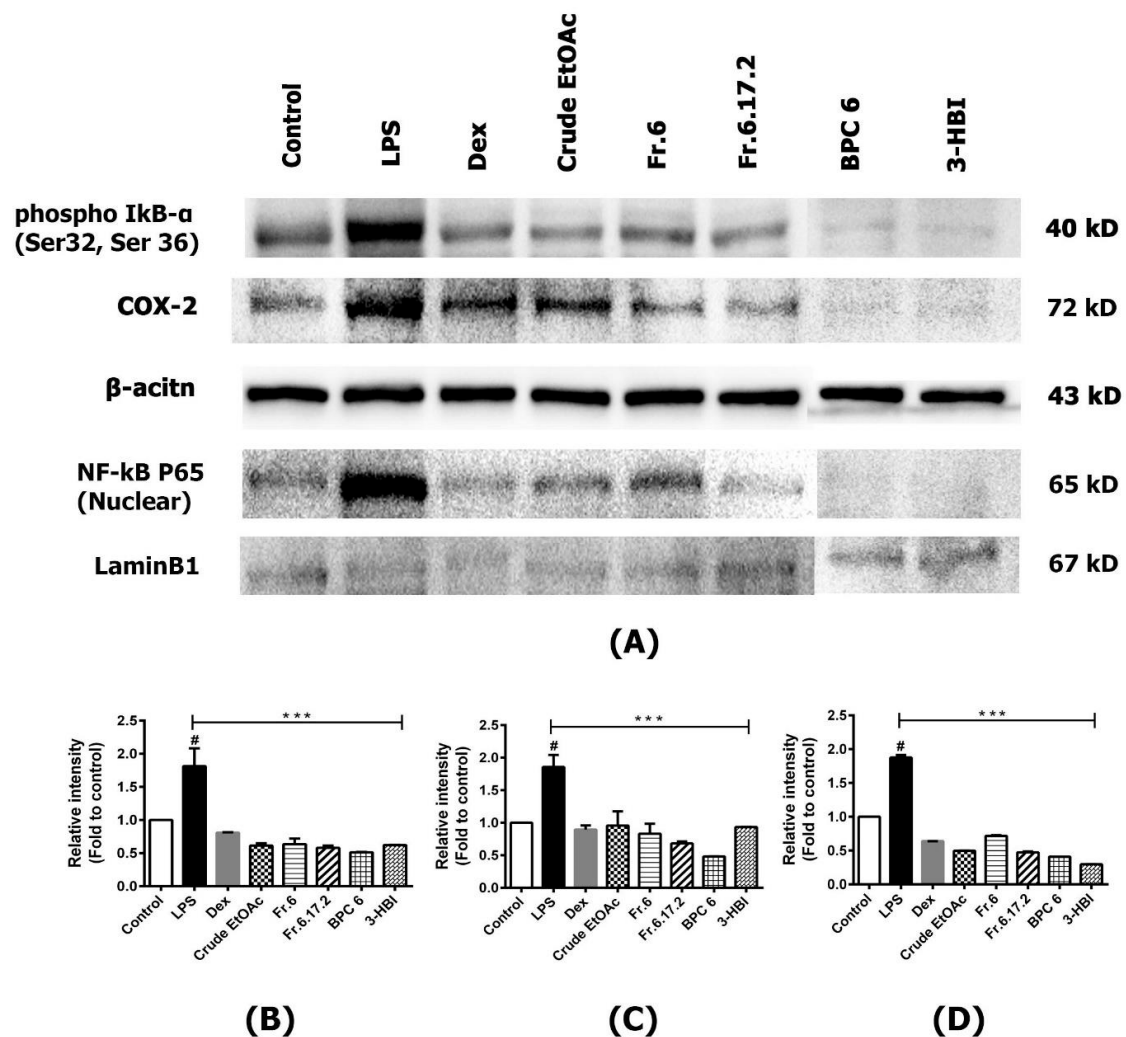 Control
LPS
Dex
Crude EtOAc
Fr.6
Fr.6.17.2
BPC 6
3-HBI
phospho IkB-α
(Ser32, Ser 36)
40 kD
COX-2
72 kD
β-acitn
43 kD
NF-kB P65
(Nuclear)
65 kD
LaminB1
67 kD
(A)
Relative intensity
(Fold to control)
2.5
2.0
1.5
1.0
0.5
0.0
#
***
Control
LPS
Dex
Crude EtOAc
Fr.6
Fr.6.17.2
BPC 6
3-HBI
(B)
Relative intensity
(Fold to control)
2.5
2.0
1.5
1.0
0.5
0.0
#
***
Control
LPS
Dex
Crude EtOAc
Fr.6
Fr.6.17.2
BPC 6
3-HBI
(C)
Relative intensity
(Fold to control)
2.5
2.0
1.5
1.0
0.5
0.0
#
***
Control
LPS
Dex
Crude EtOAc
Fr.6
Fr.6.17.2
BPC 6
3-HBI
(D)